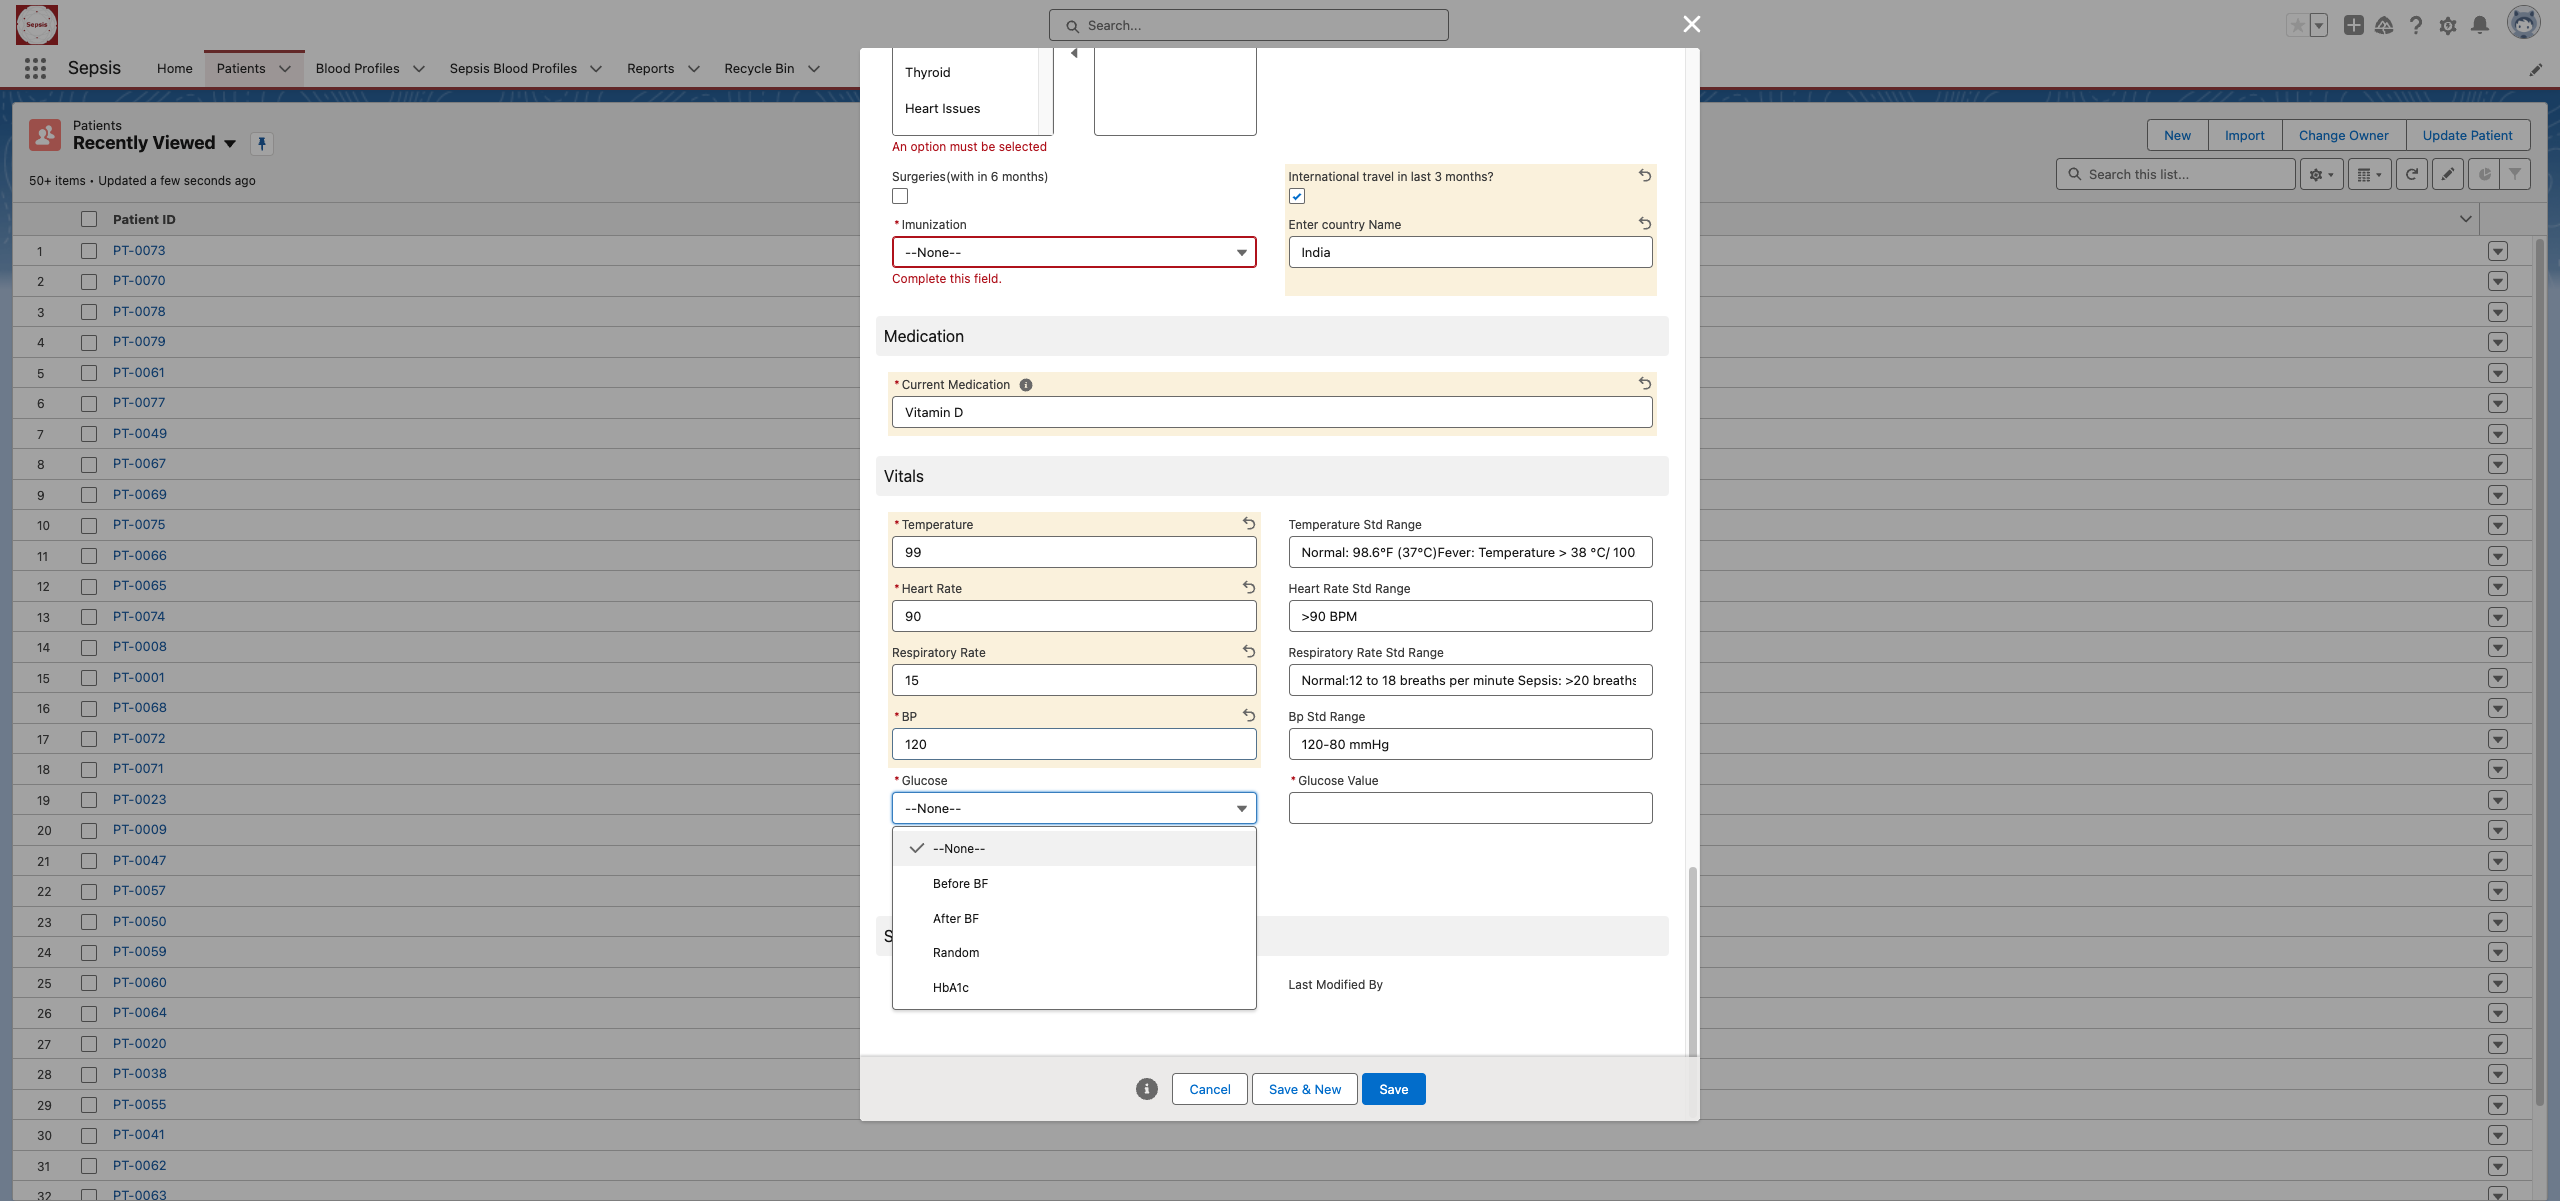 Sepsis
Search...
Sepsis
Home
Patients
Blood Profiles
Sepsis Blood Profiles
Reports
Recycle Bin
Patients
Recently Viewed
50+ items • Updated a few seconds ago
New
Import
Change Owner
Update Patient
Search this list...
Patient ID
1 PT-0073
2 PT-0070
3 PT-0078
4 PT-0079
5 PT-0061
6 PT-0077
7 PT-0049
8 PT-0067
9 PT-0069
10 PT-0075
11 PT-0066
12 PT-0065
13 PT-0074
14 PT-0008
15 PT-0001
16 PT-0068
17 PT-0072
18 PT-0071
19 PT-0023
20 PT-0009
21 PT-0047
22 PT-0057
23 PT-0050
24 PT-0059
25 PT-0060
26 PT-0064
27 PT-0020
28 PT-0038
29 PT-0055
30 PT-0041
31 PT-0062
32 PT-0063
Thyroid
Heart Issues
An option must be selected
Surgeries(with in 6 months)
International travel in last 3 months?
* Imunization
--None--
Complete this field.
Enter country Name
India
Medication
* Current Medication
Vitamin D
Vitals
* Temperature
99
Temperature Std Range
Normal: 98.6°F (37°C)Fever: Temperature > 38 °C/ 100
* Heart Rate
90
Heart Rate Std Range
>90 BPM
Respiratory Rate
15
Respiratory Rate Std Range
Normal:12 to 18 breaths per minute Sepsis: >20 breaths
* BP
120
Bp Std Range
120-80 mmHg
* Glucose
--None--
* Glucose Value
--None--
Before BF
After BF
Random
HbA1c
S
Last Modified By
Cancel
Save & New
Save